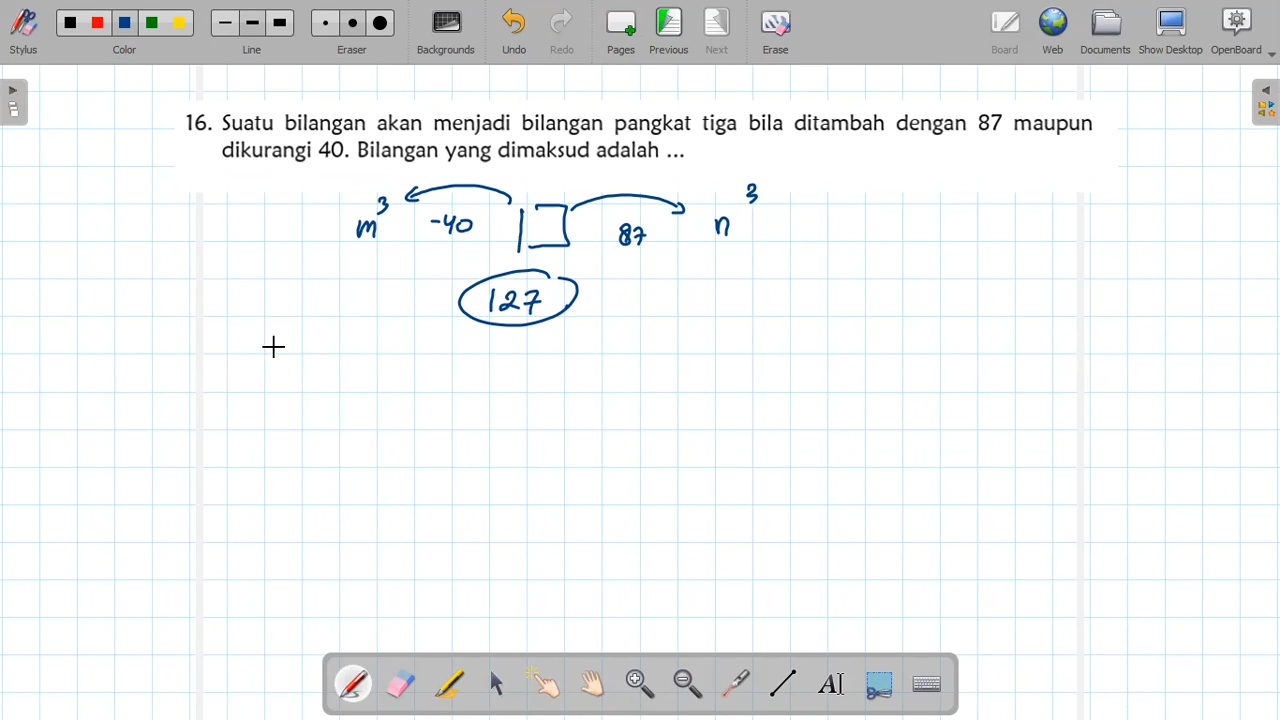 Stylus
Color
Line
Eraser
Backgrounds
Undo
Redo
Pages
Previous
Next
Erase
Board
Web
Documents
Show Desktop
OpenBoard
16. Suatu bilangan akan menjadi bilangan pangkat tiga bila ditambah dengan 87 maupun
dikurangi 40. Bilangan yang dimaksud adalah ...
m³ -40 87 n³
127